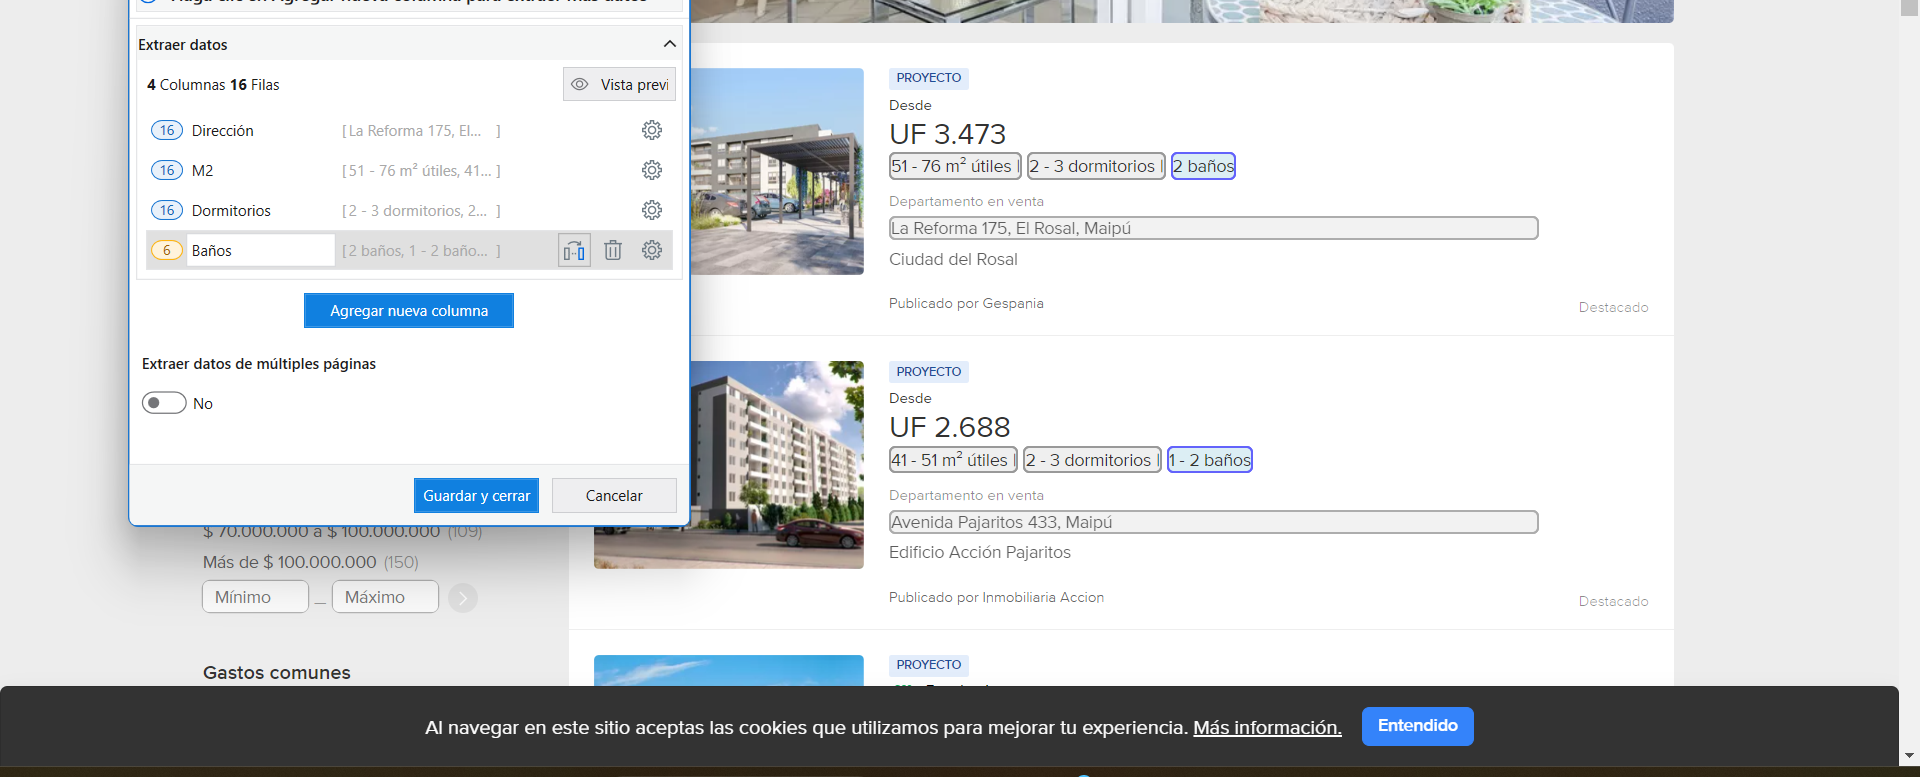 Extraer datos
4 Columnas 16 Filas
Vista previ
16 Dirección [ La Reforma 175, El... ]
16 M2 [ 51 - 76 m² útiles, 41... ]
16 Dormitorios [ 2 - 3 dormitorios, 2... ]
6 Baños [ 2 baños, 1 - 2 baño... ]
Agregar nueva columna
Extraer datos de múltiples páginas
No
Guardar y cerrar
Cancelar
$ 70.000.000 a $ 100.000.000 (109)
Más de $ 100.000.000 (150)
Mínimo
Máximo
Gastos comunes
PROYECTO
Desde
UF 3.473
51 - 76 m² útiles | 2 - 3 dormitorios | 2 baños
Departamento en venta
La Reforma 175, El Rosal, Maipú
Ciudad del Rosal
Publicado por Gespania
Destacado
PROYECTO
Desde
UF 2.688
41 - 51 m² útiles | 2 - 3 dormitorios | 1 - 2 baños
Departamento en venta
Avenida Pajaritos 433, Maipú
Edificio Acción Pajaritos
Publicado por Inmobiliaria Accion
Destacado
PROYECTO
Al navegar en este sitio aceptas las cookies que utilizamos para mejorar tu experiencia. Más información.
Entendido